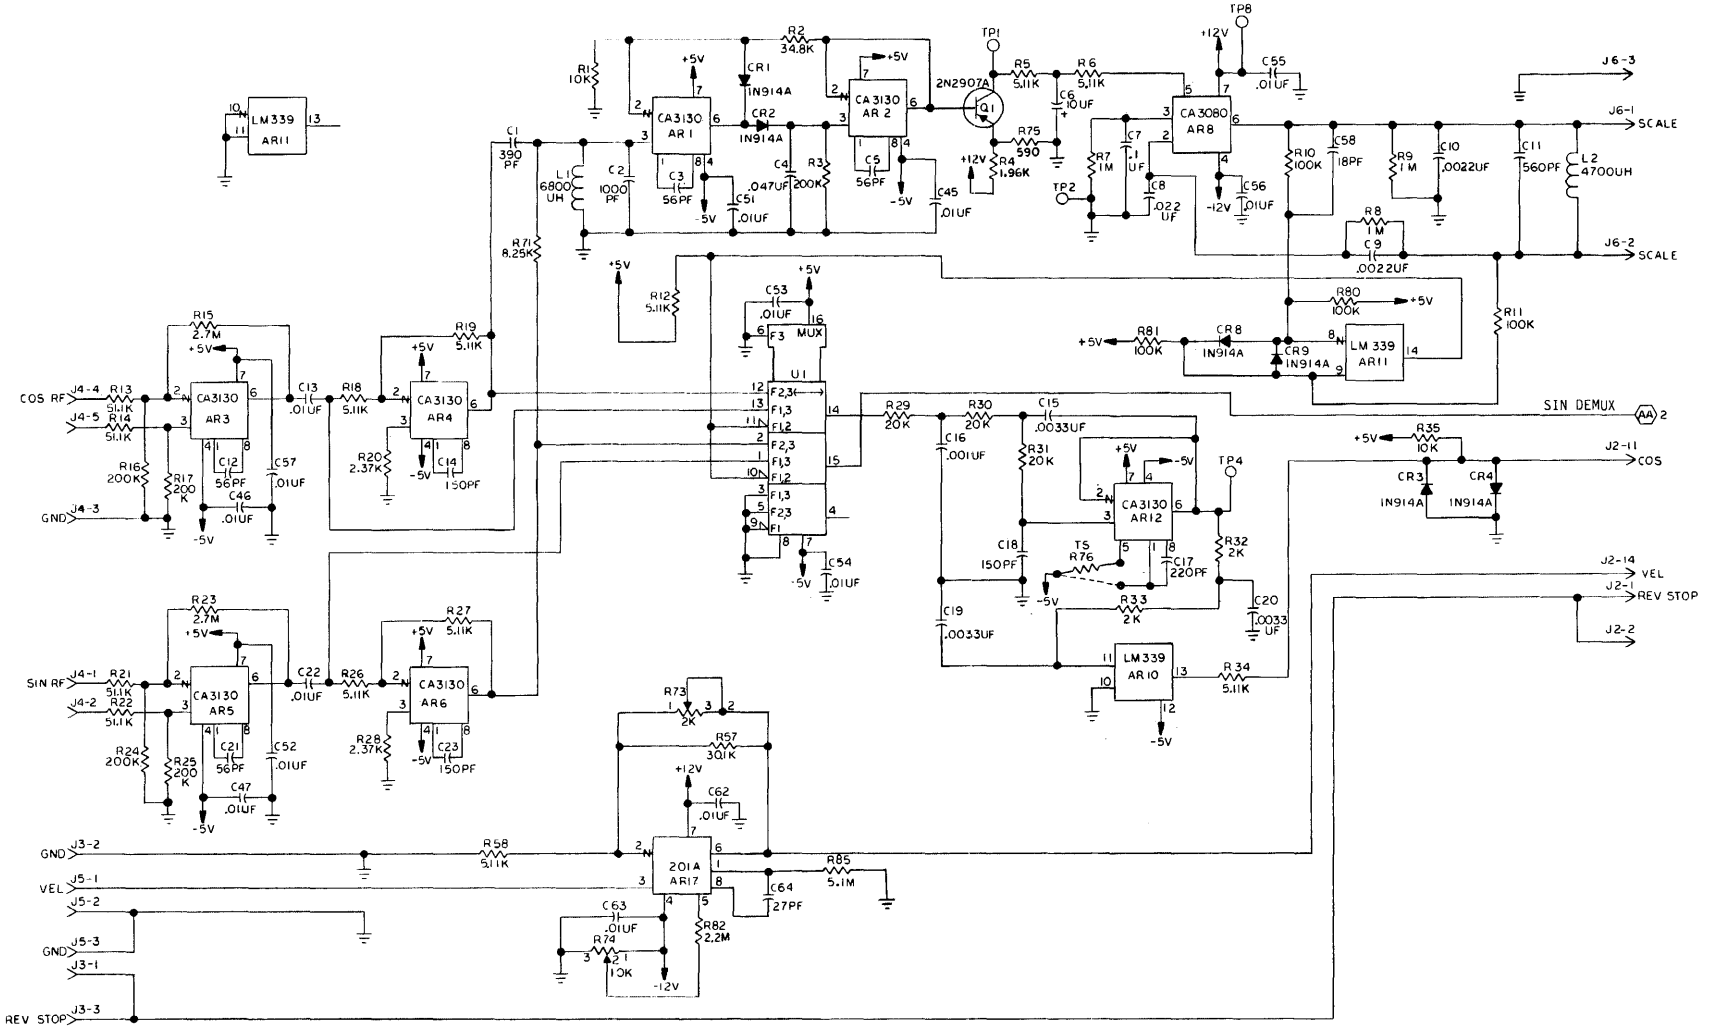 TP8
+12V
C55
.01UF
J6-3
TP1
R2
34.8K
+5V
R1
10K
CR1
1N914A
+5V
2N2907A
R5
5.11K
R6
5.11K
C6
10UF
+
5
7
2
N
CA3130
AR1
7
6
3
1
8
4
CR2
1N914A
2
N
CA3130
AR2
7
6
3
1
8
4
Q1
3
CA3080
AR8
2
6
4
J6-1
SCALE
10
N
LM339
AR11
11
13
C1
390
PF
L1
6800
UH
C2
1000
PF
C3
56PF
-5V
C51
.01UF
C4
.047UF
R3
200K
C5
56PF
-5V
C45
.01UF
R75
590
+12V
R4
1.96K
TP2
R7
1M
C7
.1
UF
C8
.022
UF
-12V
C56
.01UF
R10
100K
C58
18PF
R9
1M
C10
.0022UF
C11
560PF
L2
4700UH
R8
1M
C9
.0022UF
J6-2
SCALE
R71
8.25K
+5V
R12
5.11K
C53
.01UF
+5V
16
6
F3
MUX
U1
R80
100K
+5V
R11
100K
+5V
R81
100K
CR8
1N914A
CR9
1N914A
8
N
LM 339
AR11
9
14
R15
2.7M
+5V
R19
5.11K
+5V
COS RF
J4-4
R13
51.1K
J4-5
R14
51.1K
2
N
CA3130
AR3
7
6
3
4
1
8
C13
.01UF
R18
5.11K
2
N
CA3130
AR4
7
6
3
4
1
8
R16
200K
R17
200
K
C12
56PF
C57
.01UF
C46
.01UF
-5V
R20
2.37K
-5V
C14
150PF
GND
J4-3
12
F2,3
13
F1,3
11
F1,2
2
F2,3
1
F1,3
10
F1,2
3
F1,3
5
F2,3
9
F1
14
15
4
8
7
-5V
C54
.01UF
R29
20K
R30
20K
C15
.0033UF
C16
.001UF
R31
20K
+5V
-5V
TP4
7
4
2
N
CA3130
AR12
6
3
5
1
8
C18
150PF
TS
R76
-5V
C17
220PF
R32
2K
R33
2K
C20
.0033
UF
C19
.0033UF
11
LM339
AR10
10
13
12
-5V
R34
5.11K
SIN DEMUX
AA
2
+5V
R35
10K
J2-11
COS
CR3
1N914A
CR4
1N914A
J2-14
VEL
J2-1
REV STOP
J2-2
R23
2.7M
+5V
R27
5.11K
+5V
SIN RF
J4-1
R21
51.1K
J4-2
R22
51.1K
2
N
CA3130
AR5
7
6
3
4
1
8
C22
.01UF
R26
5.11K
2
N
CA3130
AR6
7
6
3
4
1
8
R24
200K
R25
200
K
C21
56PF
C52
.01UF
C47
.01UF
-5V
R28
2.37K
-5V
C23
150PF
R73
1
3
2
2K
R57
30.1K
+12V
C62
.01UF
GND
J3-2
R58
5.11K
2
N
201A
AR17
7
6
1
8
3
4
5
R85
5.1M
C64
27PF
VEL
J5-1
J5-2
C63
.01UF
R82
2.2M
R74
3
2
1
10K
-12V
GND
J5-3
J3-1
REV STOP
J3-3